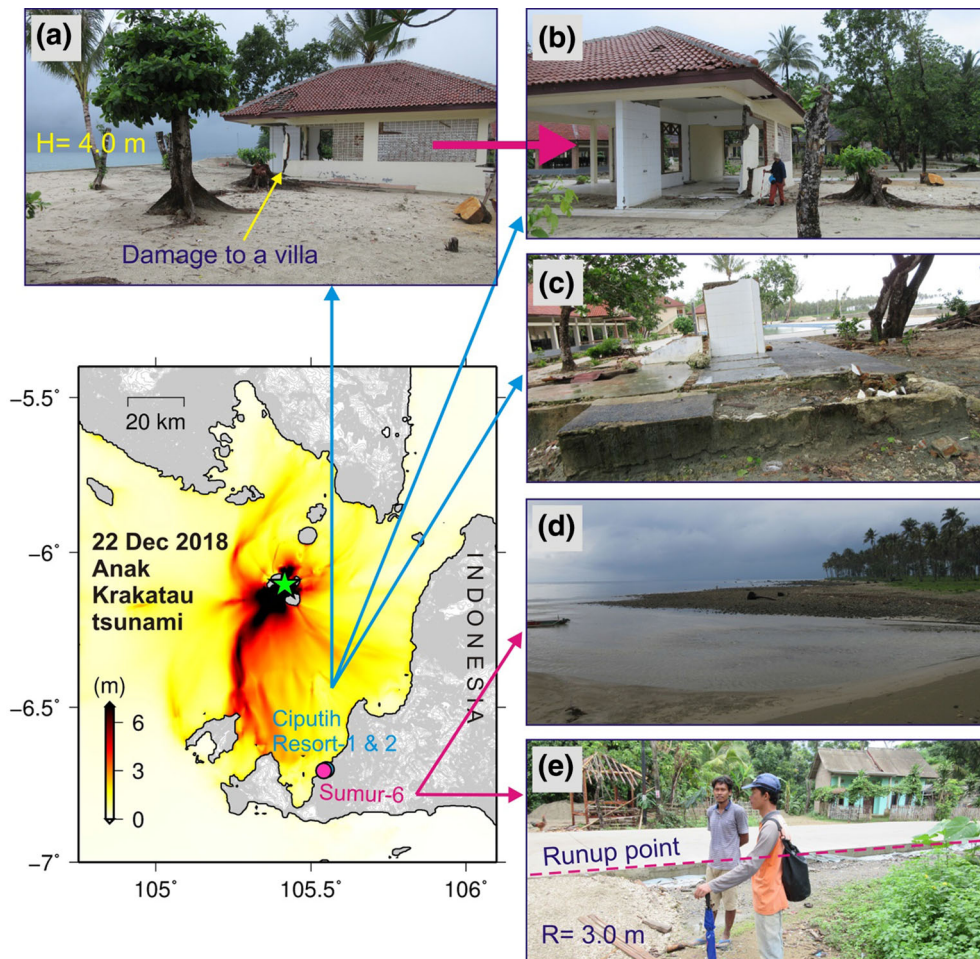 (a)
H= 4.0 m
Damage to a villa
(b)
(c)
(d)
(e)
Runup point
R= 3.0 m
−5.5˚
−6˚
−6.5˚
−7˚
20 km
22 Dec 2018
Anak
Krakatau
tsunami
INDONESIA
(m)
6
3
0
Ciputih
Resort-1 & 2
Sumur-6
105˚
105.5˚
106˚